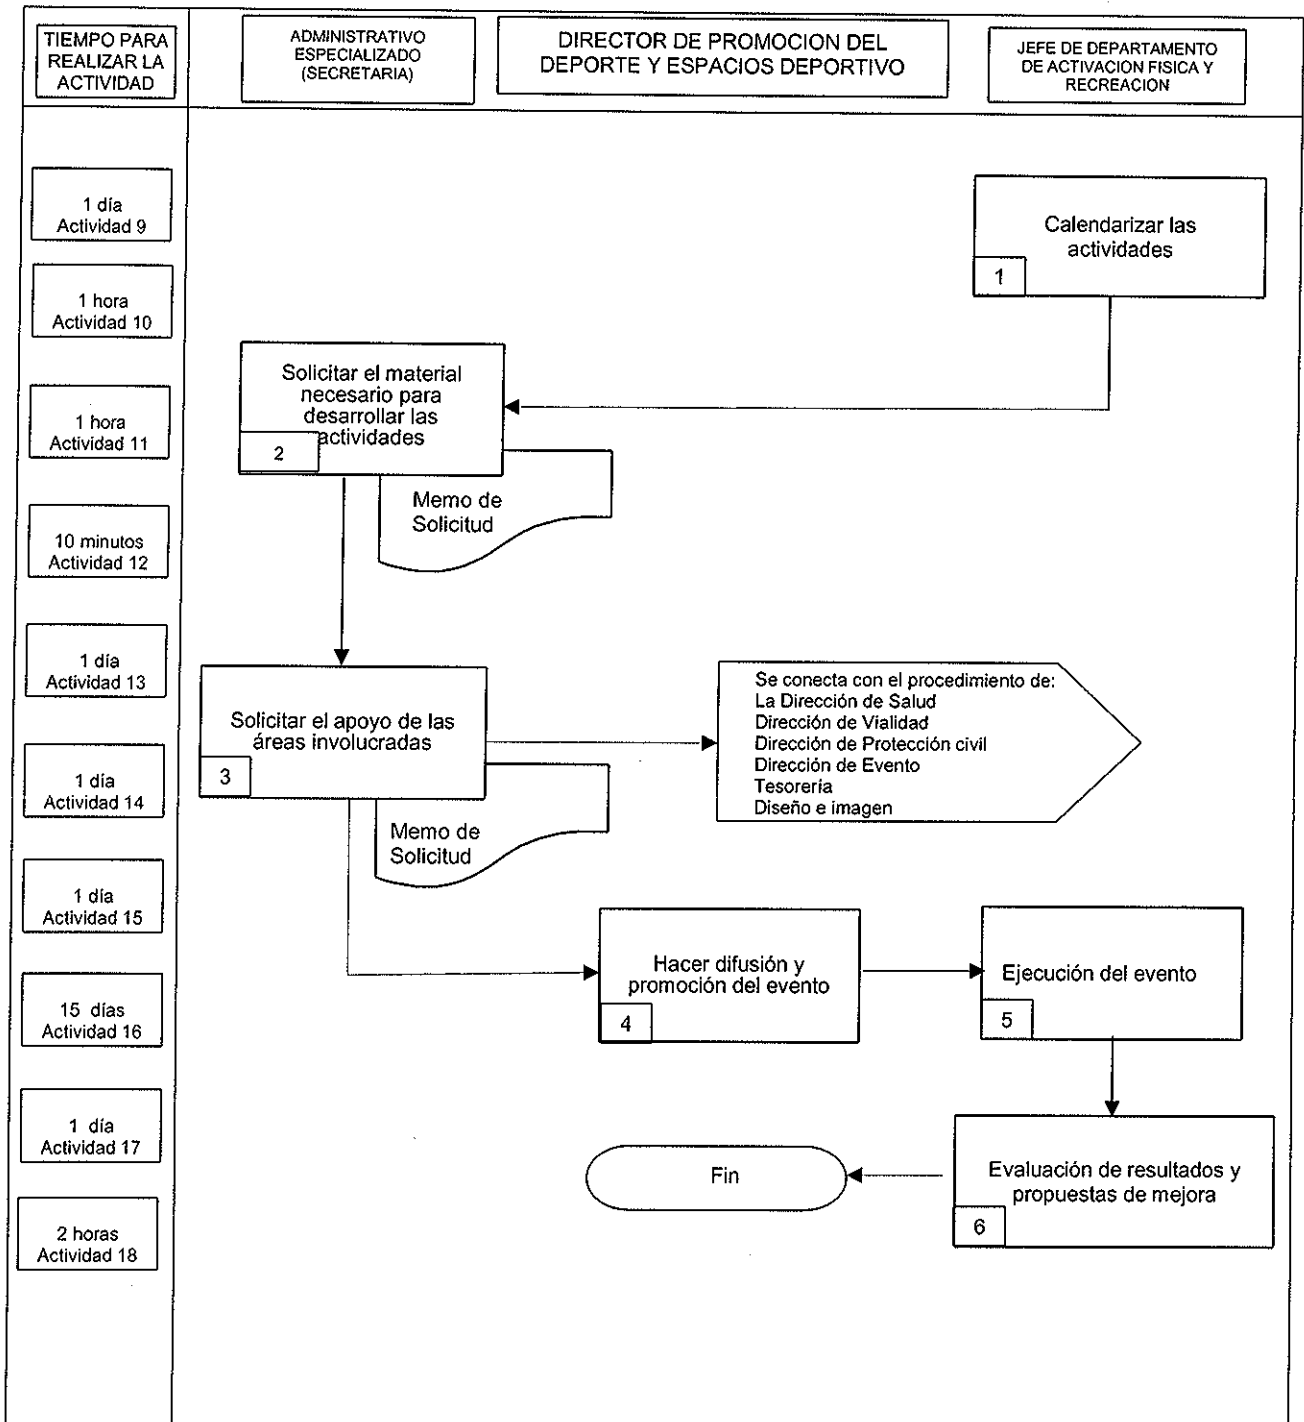 TIEMPO PARA
REALIZAR LA
ACTIVIDAD
ADMINISTRATIVO
ESPECIALIZADO
(SECRETARIA)
DIRECTOR DE PROMOCION DEL
DEPORTE Y ESPACIOS DEPORTIVO
JEFE DE DEPARTAMENTO
DE ACTIVACION FISICA Y
RECREACION
1 día
Actividad 9
1 hora
Actividad 10
1 hora
Actividad 11
10 minutos
Actividad 12
1 día
Actividad 13
1 día
Actividad 14
1 día
Actividad 15
15 días
Actividad 16
1 día
Actividad 17
2 horas
Actividad 18
Calendarizar las
actividades
1
Solicitar el material
necesario para
desarrollar las
actividades
2
Memo de
Solicitud
Solicitar el apoyo de las
áreas involucradas
3
Memo de
Solicitud
Se conecta con el procedimiento de:
La Dirección de Salud
Dirección de Vialidad
Dirección de Protección civil
Dirección de Evento
Tesorería
Diseño e imagen
Hacer difusión y
promoción del evento
4
Ejecución del evento
5
Evaluación de resultados y
propuestas de mejora
6
Fin